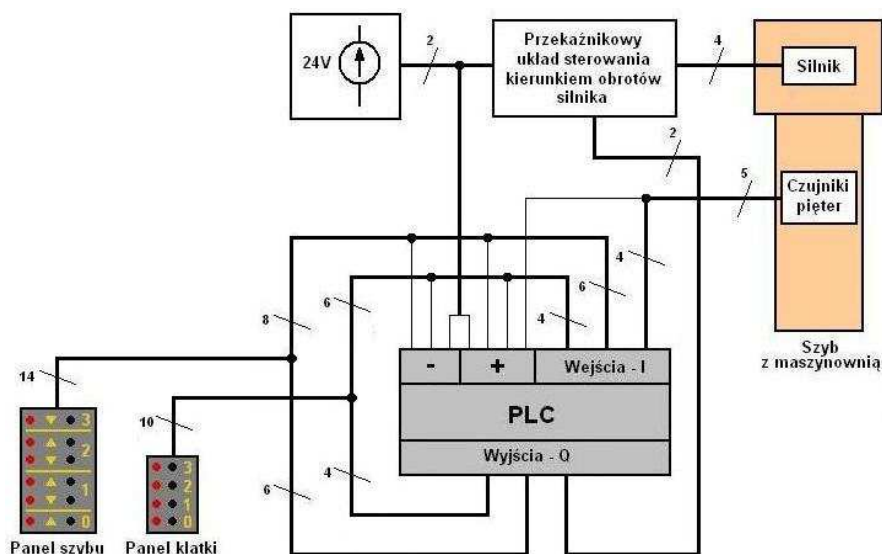 24V
2
Przekaźnikowy
układ sterowania
kierunkiem obrotów
silnika
4
Silnik
2
Czujniki
pięter
5
4
6
6
4
8
Szyb
z maszynownią
14
- + Wejścia - I
PLC
Wyjścia - Q
10
4
6
3
2
1
0
Panel szybu
3
2
1
0
Panel klatki